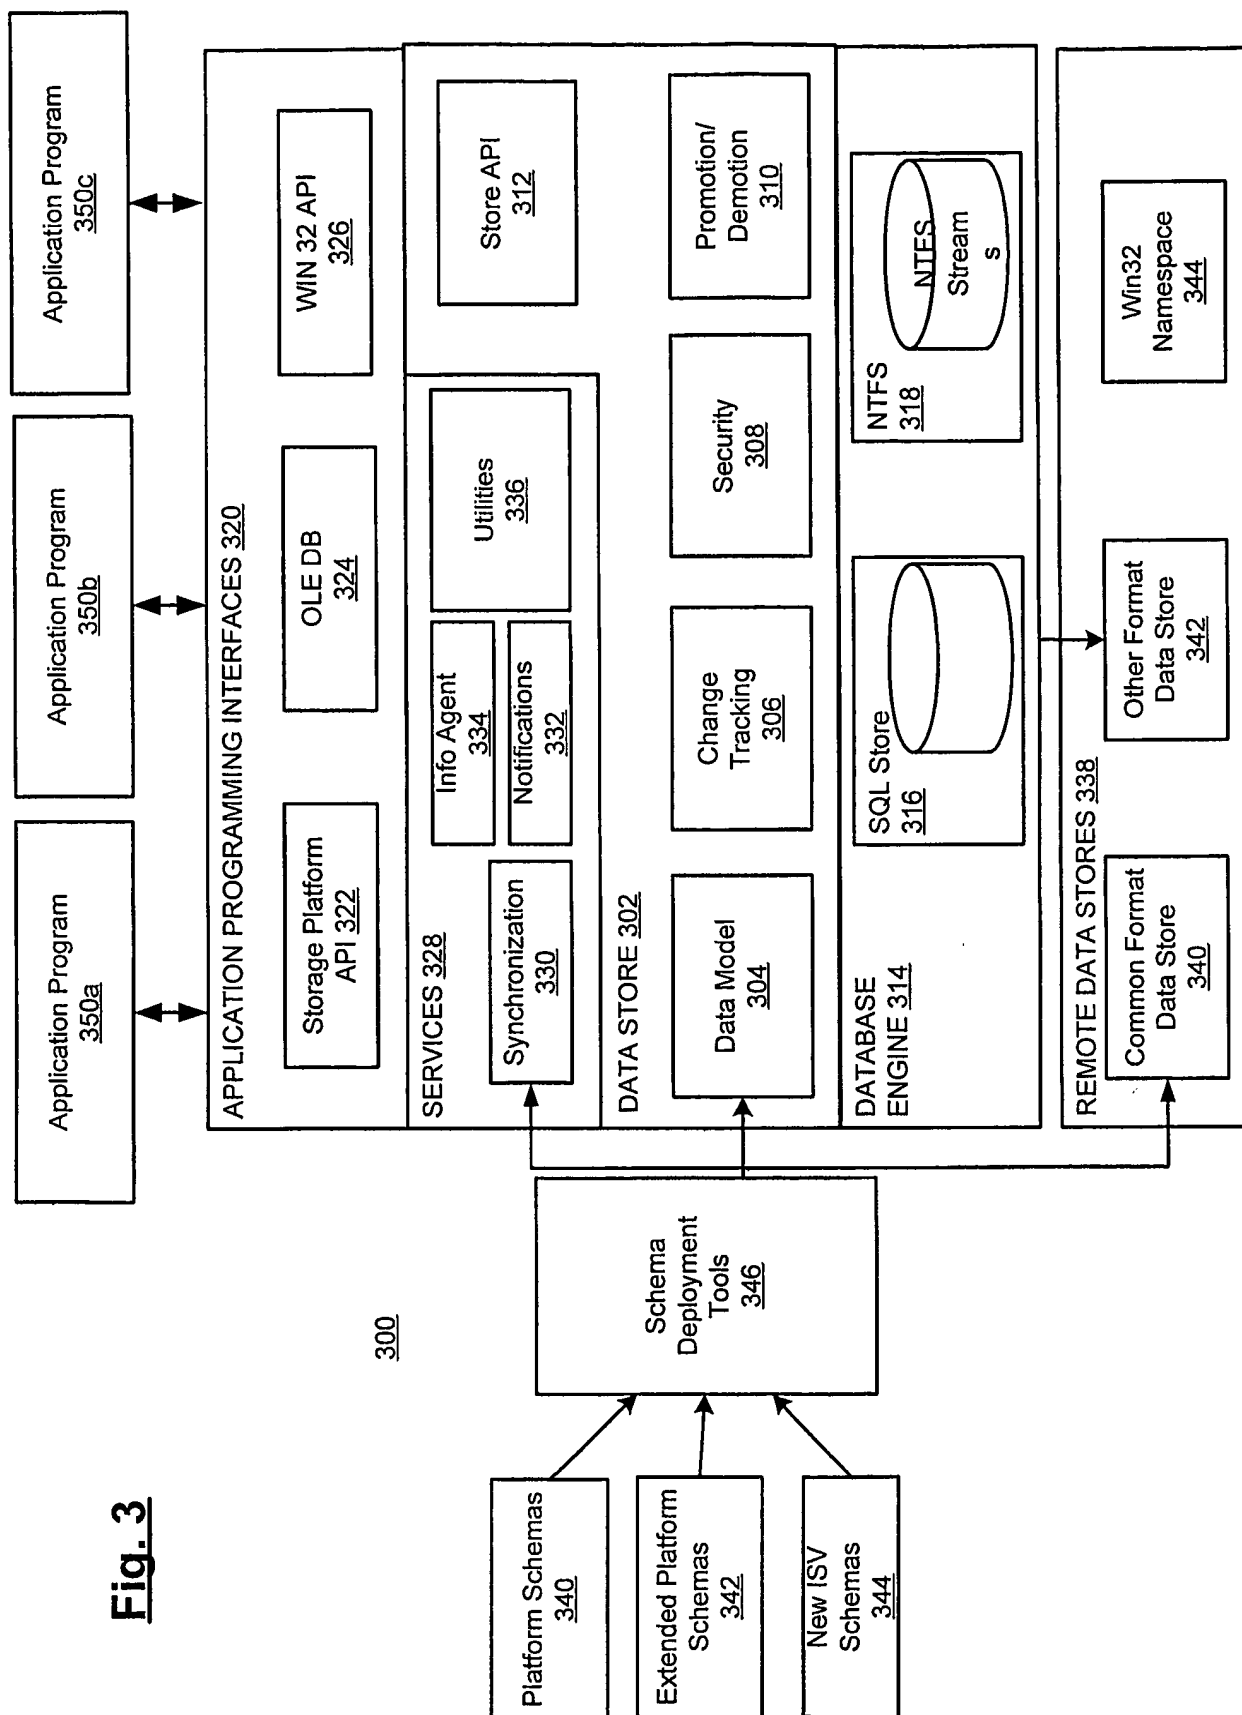 Application Program
350a
Application Program
350b
Application Program
350c
APPLICATION PROGRAMMING INTERFACES 320
Storage Platform
API 322
OLE DB
324
WIN 32 API
326
SERVICES 328
Synchronization
330
Info Agent
334
Notifications
332
Utilities
336
Store API
312
DATA STORE 302
Data Model
304
Change
Tracking
306
Security
308
Promotion/
Demotion
310
DATABASE
ENGINE 314
SQL Store
316
NTFS
318
NTFS
Stream
s
REMOTE DATA STORES 338
Common Format
Data Store
340
Other Format
Data Store
342
Win32
Namespace
344
300
Schema
Deployment
Tools
346
Platform Schemas
340
Extended Platform
Schemas
342
New ISV
Schemas
344
Fig. 3